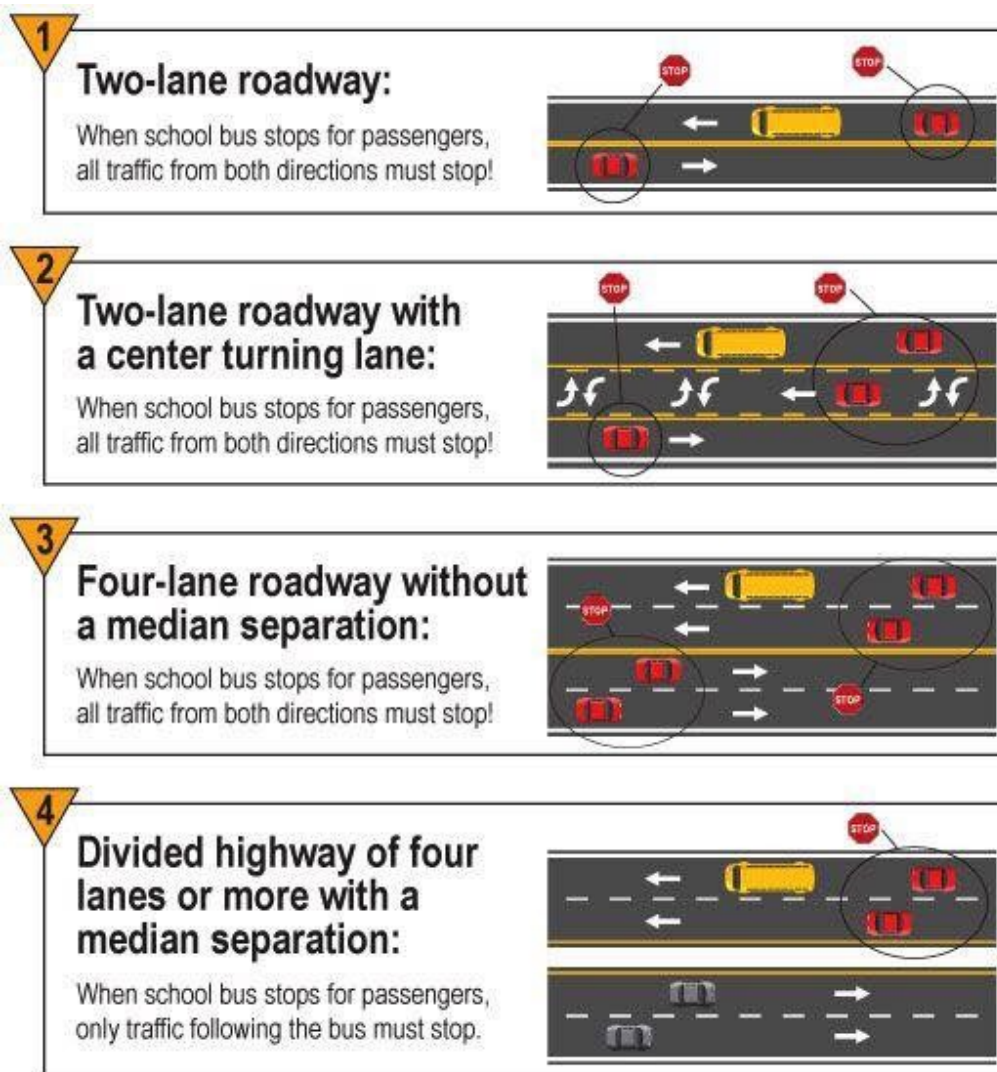 1
Two-lane roadway:
When school bus stops for passengers,
all traffic from both directions must stop!
STOP
STOP
2
Two-lane roadway with
a center turning lane:
When school bus stops for passengers,
all traffic from both directions must stop!
STOP
STOP
3
Four-lane roadway without
a median separation:
When school bus stops for passengers,
all traffic from both directions must stop!
STOP
STOP
4
Divided highway of four
lanes or more with a
median separation:
When school bus stops for passengers,
only traffic following the bus must stop.
STOP